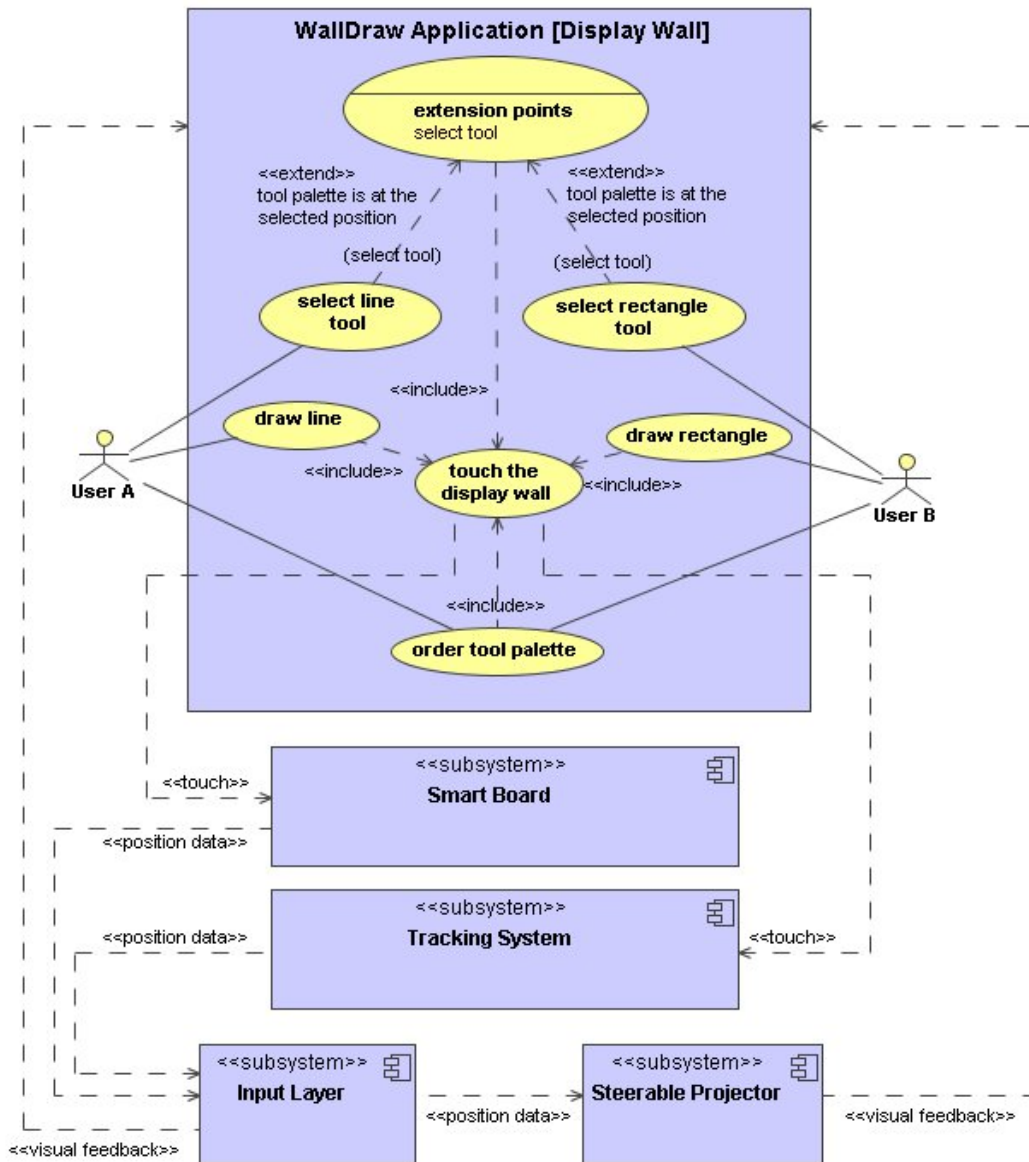 WallDraw Application [Display Wall]
extension points
select tool
<<extend>>
tool palette is at the
selected position
<<extend>>
tool palette is at the
selected position
(select tool)
(select tool)
select line
tool
select rectangle
tool
<<include>>
draw line
draw rectangle
<<include>>
touch the
display wall
<<include>>
User A
User B
<<include>>
order tool palette
<<subsystem>>
Smart Board
<<touch>>
<<position data>>
<<subsystem>>
Tracking System
<<position data>>
<<touch>>
<<subsystem>>
Input Layer
<<subsystem>>
Steerable Projector
<<position data>>
<<visual feedback>>
<<visual feedback>>